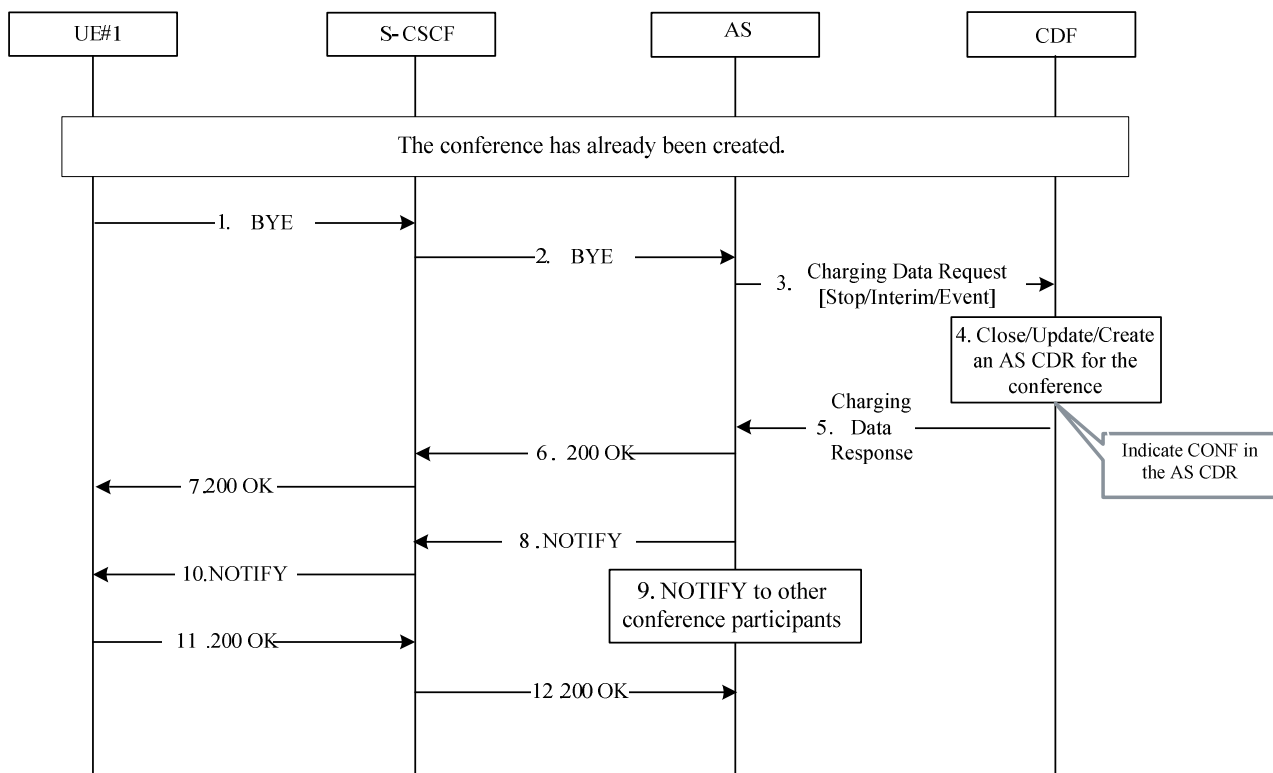 UE#1
S-CSCF
AS
CDF
The conference has already been created.
1. BYE
2. BYE
3. Charging Data Request
[Stop/Interim/Event]
4. Close/Update/Create
an AS CDR for the
conference
Charging
5. Data
Response
Indicate CONF in
the AS CDR
6 . 200 OK
7.200 OK
8 .NOTIFY
9. NOTIFY to other
conference participants
10.NOTIFY
11 .200 OK
12.200 OK